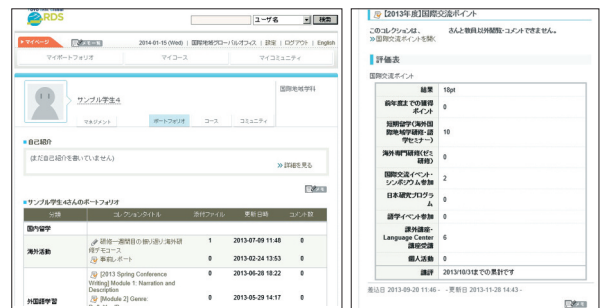 RDS
ユーザ名
検索
マイページ
2014-01-15 (Wed) | 国際地域グローバルオフィス | 設定 | ログアウト | English
マイポートフォリオ
マイコース
マイコミュニティ
国際地域学科
サンプル学生4
マネジメント
ポートフォリオ
コース
コミュニティ
自己紹介
(まだ自己紹介を書いていません)
≫詳細を見る
サンプル学生4さんのポートフォリオ
分類 コレクションタイトル 添付ファイル 更新日時 コメント数
国内留学
海外活動
研修一週間目の振り返り:海外研修デモコース 1 2013-07-09 11:48 0
事前レポート 0 2013-02-24 13:53 0
外国語学習
[2013 Spring Conference Writing] Module 1: Narration and Description 0 2013-06-28 18:22 0
[Module 2] Genre: 0 2013-05-29 14:17 0
【2013年度】国際交流ポイント
このコレクションは、 さんと教員以外閲覧・コメントできません。
≫国際交流ポイントを開く
評価表
国際交流ポイント
結果 18pt
前年度までの獲得ポイント 0
短期留学(海外国際地域学研修・語学セミナー) 10
海外専門研修(ゼミ研修) 0
国際交流イベント・シンポジウム参加 2
日本研究プログラム 0
語学イベント参加 0
課外講座・Language Center講座受講 6
個人活動 0
講評 2013/10/31までの累計です
差込日 2013-09-20 11:46 - - 更新日 2013-11-28 14:43 -